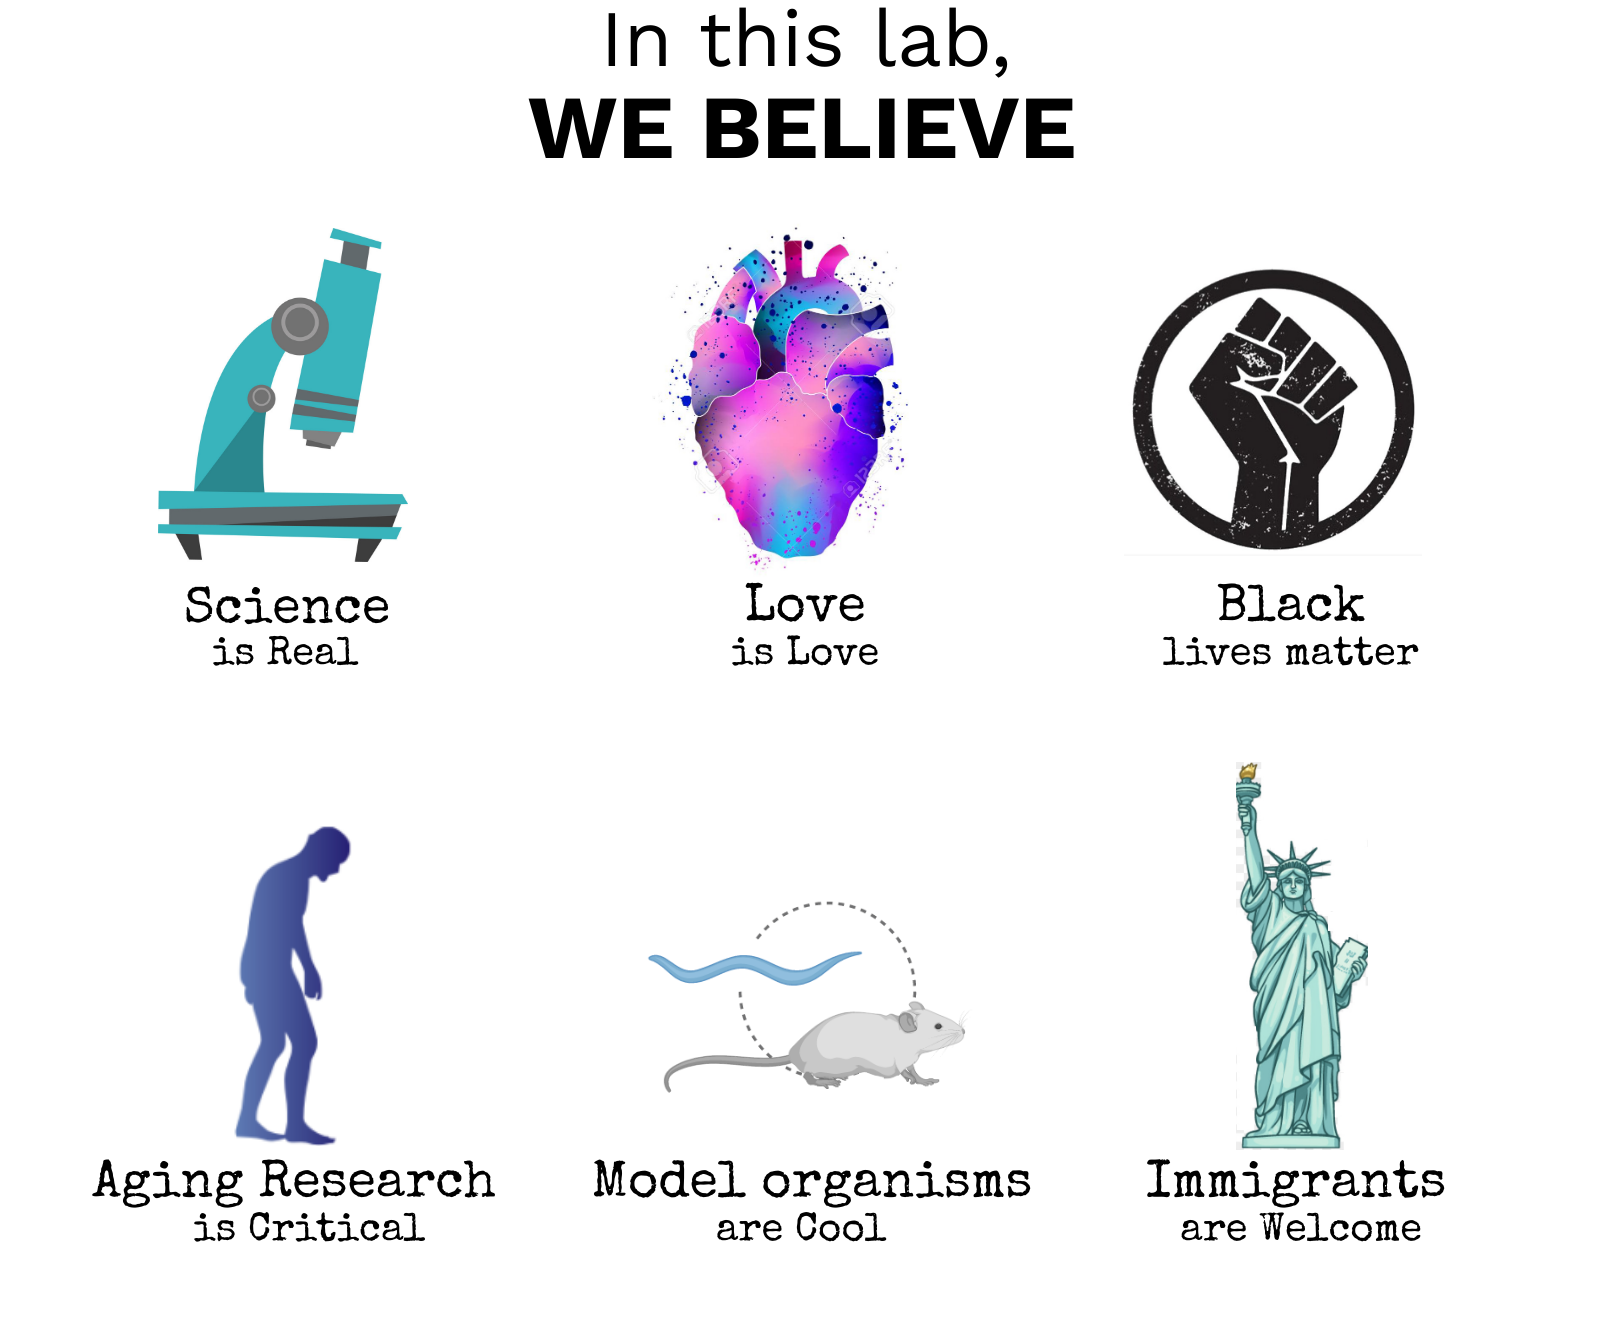 In this lab,
WE BELIEVE
Science
is Real
Love
is Love
Black
lives matter
Aging Research
is Critical
Model organisms
are Cool
Immigrants
are Welcome